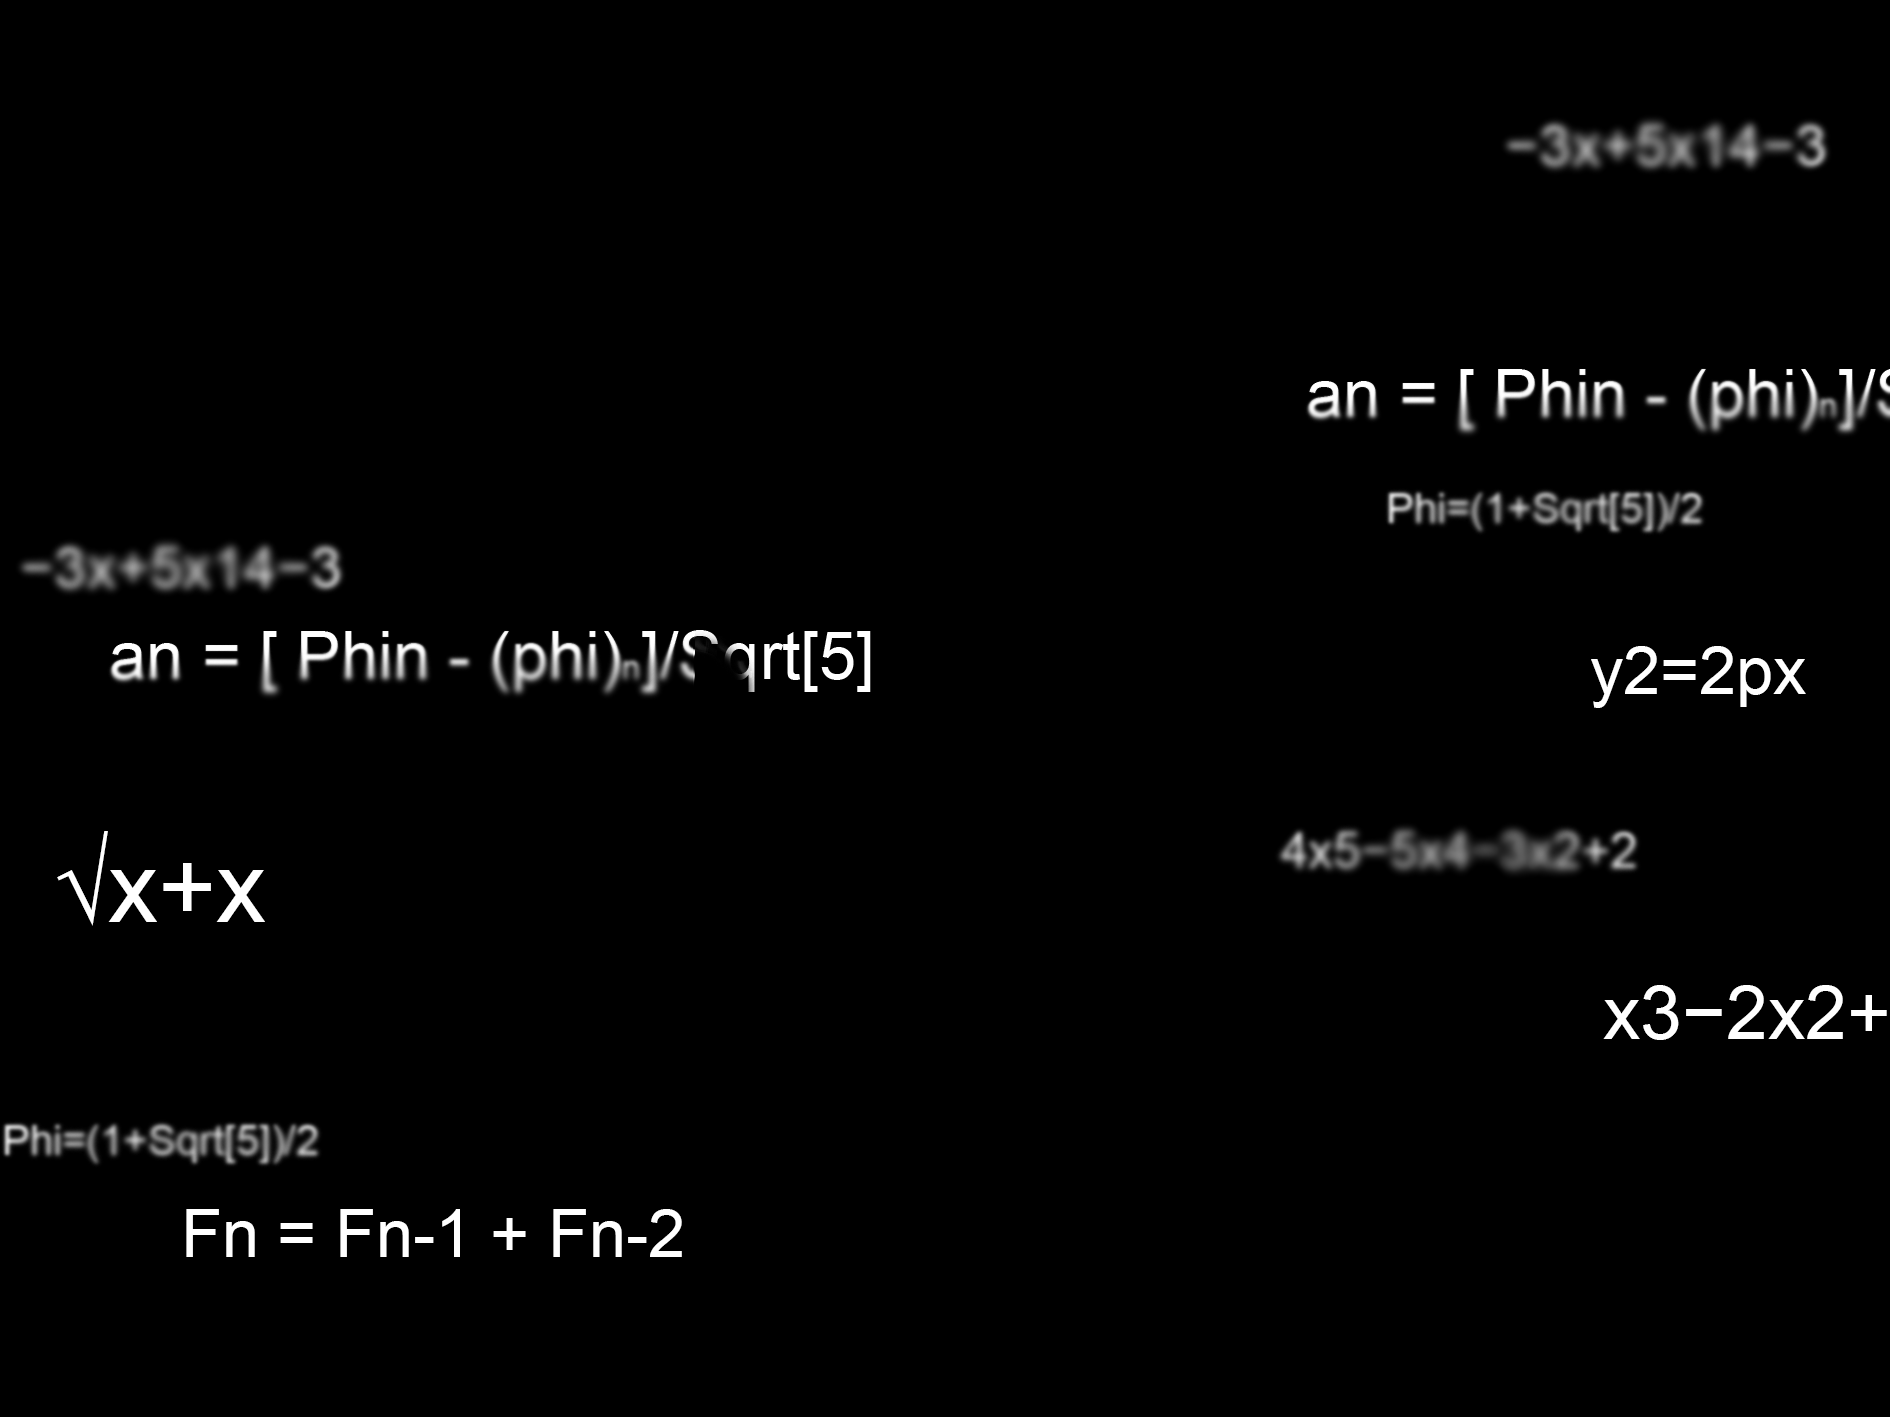 −3x+5x14−3
an = [ Phin - (phi)n]/S
Phi=(1+Sqrt[5])/2
−3x+5x14−3
an = [ Phin - (phi)n]/Sqrt[5]
y2=2px
4x5−5x4−3x2+2
√x+x
x3−2x2+
Phi=(1+Sqrt[5])/2
Fn = Fn-1 + Fn-2